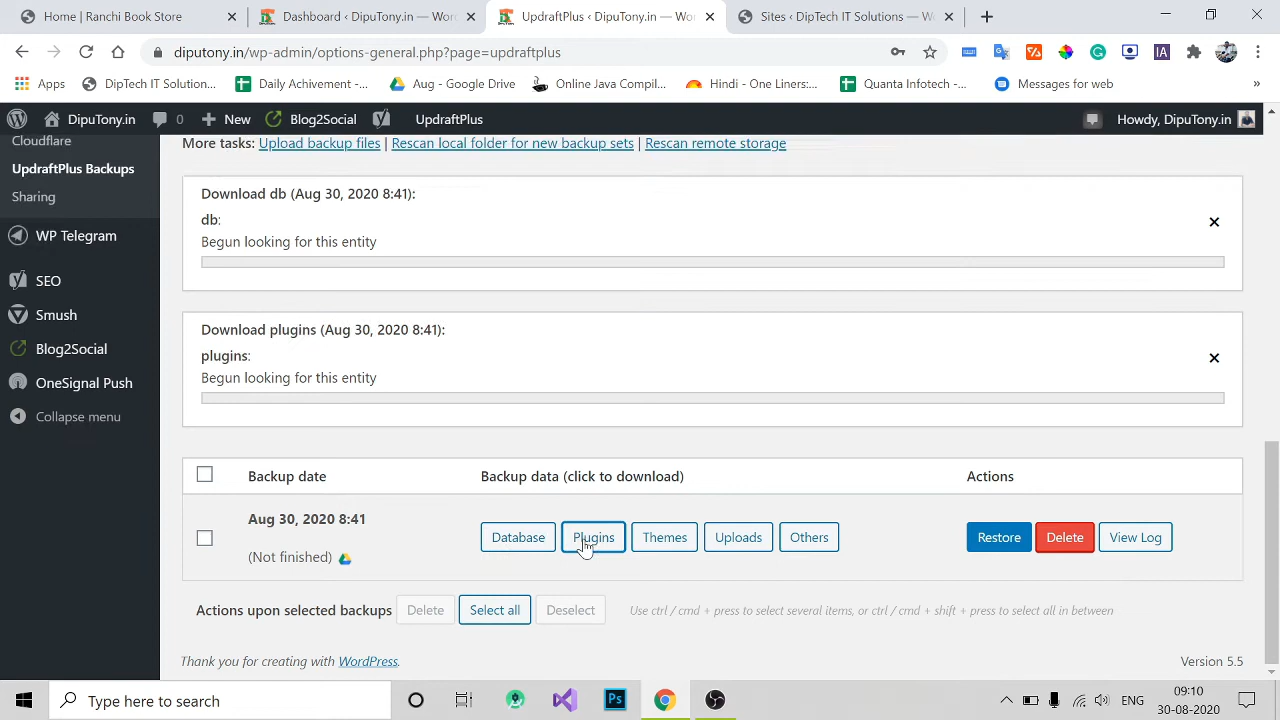 Home | Ranchi Book Store
Dashboard ‹ DipuTony.in — Word
UpdraftPlus ‹ DipuTony.in — Wor
Sites ‹ DipTech IT Solutions — W
diputony.in/wp-admin/options-general.php?page=updraftplus
IA
Apps
DipTech IT Solution...
Daily Achivement -...
Aug - Google Drive
Online Java Compil...
Hindi - One Liners:...
Quanta Infotech -...
Messages for web
»
DipuTony.in
0
New
Blog2Social
UpdraftPlus
Howdy, DipuTony.in
Cloudflare
UpdraftPlus Backups
Sharing
WP Telegram
SEO
Smush
Blog2Social
OneSignal Push
Collapse menu
More tasks: Upload backup files | Rescan local folder for new backup sets | Rescan remote storage
Download db (Aug 30, 2020 8:41):
db:
Begun looking for this entity
Download plugins (Aug 30, 2020 8:41):
plugins:
Begun looking for this entity
Backup date
Backup data (click to download)
Actions
Aug 30, 2020 8:41
(Not finished)
Database
Plugins
Themes
Uploads
Others
Restore
Delete
View Log
Actions upon selected backups
Delete
Select all
Deselect
Use ctrl / cmd + press to select several items, or ctrl / cmd + shift + press to select all in between
Thank you for creating with WordPress.
Version 5.5
Type here to search
Ps
ENG
09:10
30-08-2020